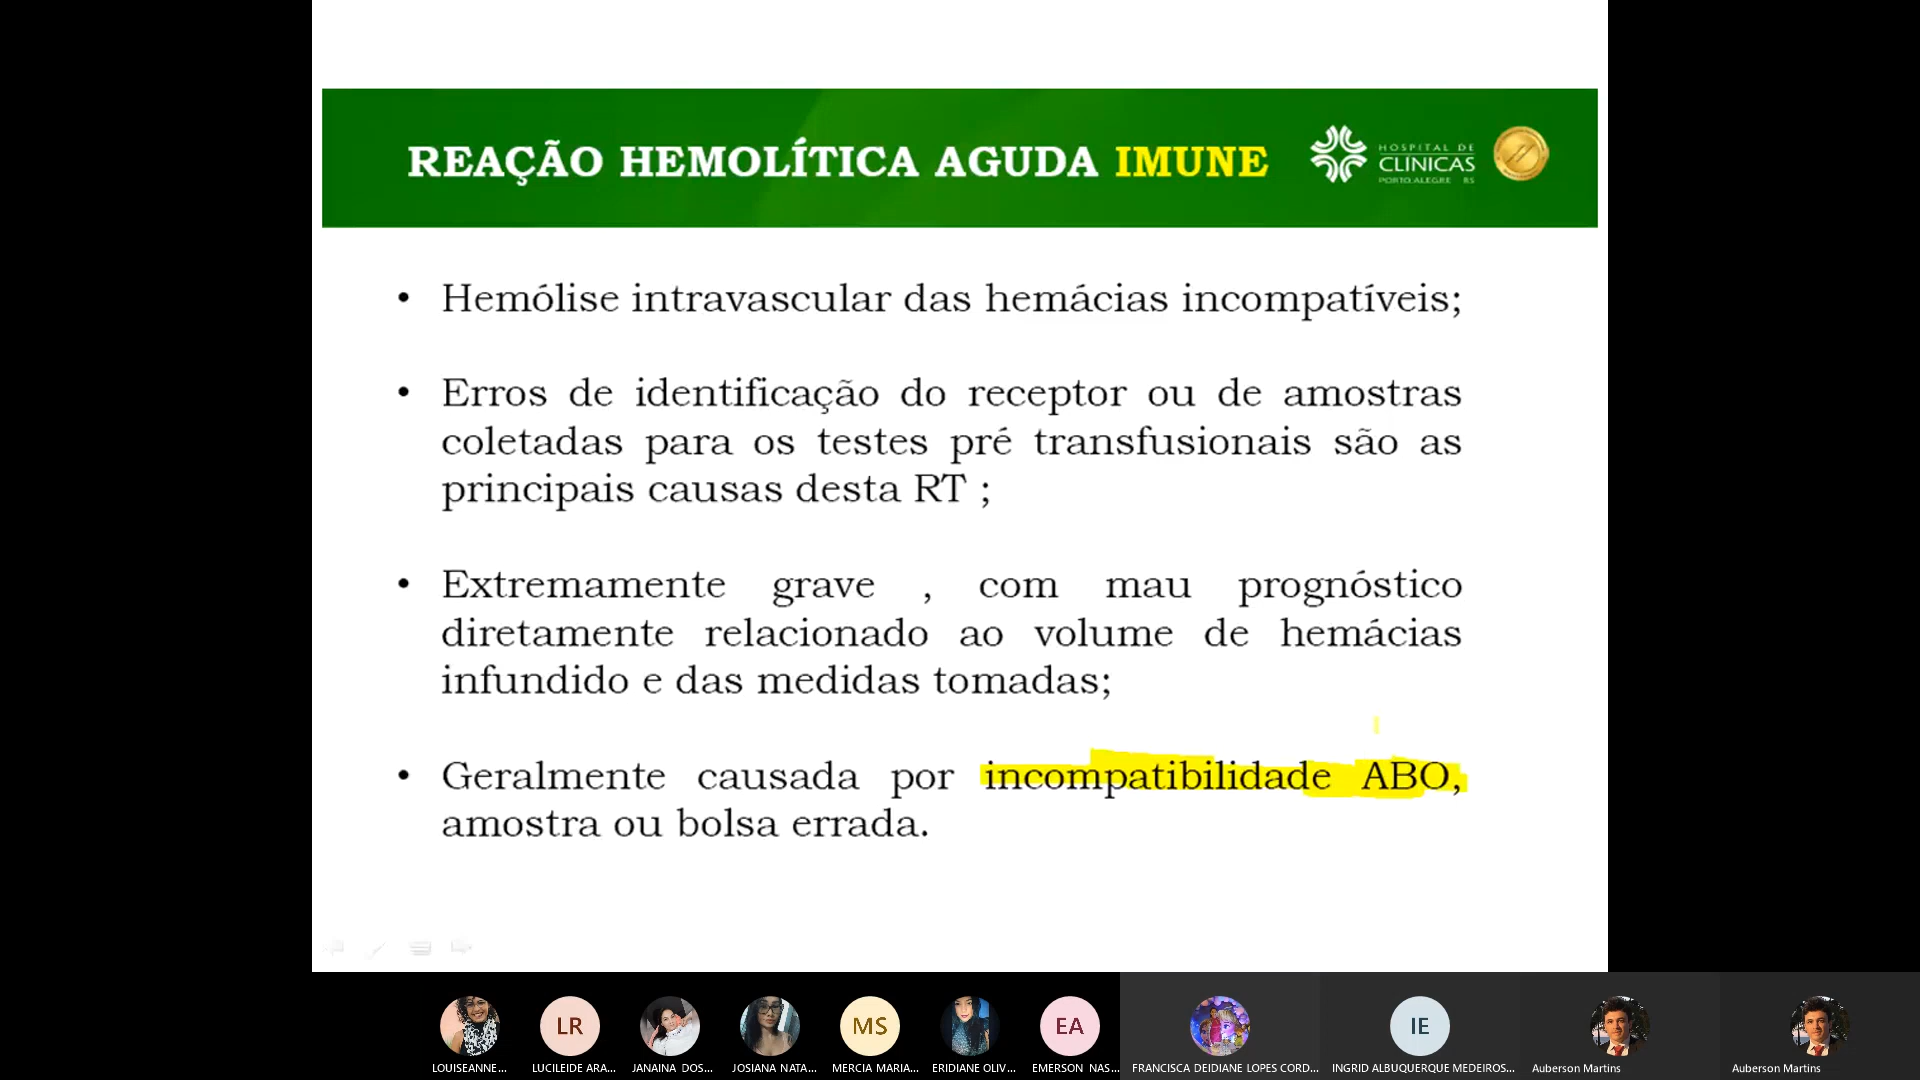 REAÇÃO HEMOLÍTICA AGUDA IMUNE
HOSPITAL DE
CLÍNICAS
PORTO ALEGRE RS
• Hemólise intravascular das hemácias incompatíveis;
• Erros de identificação do receptor ou de amostras
coletadas para os testes pré transfusionais são as
principais causas desta RT ;
• Extremamente grave , com mau prognóstico
diretamente relacionado ao volume de hemácias
infundido e das medidas tomadas;
• Geralmente causada por incompatibilidade ABO,
amostra ou bolsa errada.
LR MS EA IE
LOUISEANNE... LUCILEIDE ARA... JANAINA DOS... JOSIANA NATA... MERCIA MARIA... ERIDIANE OLIV... EMERSON NAS... FRANCISCA DEIDIANE LOPES CORD... INGRID ALBUQUERQUE MEDEIROS... Auberson Martins Auberson Martins